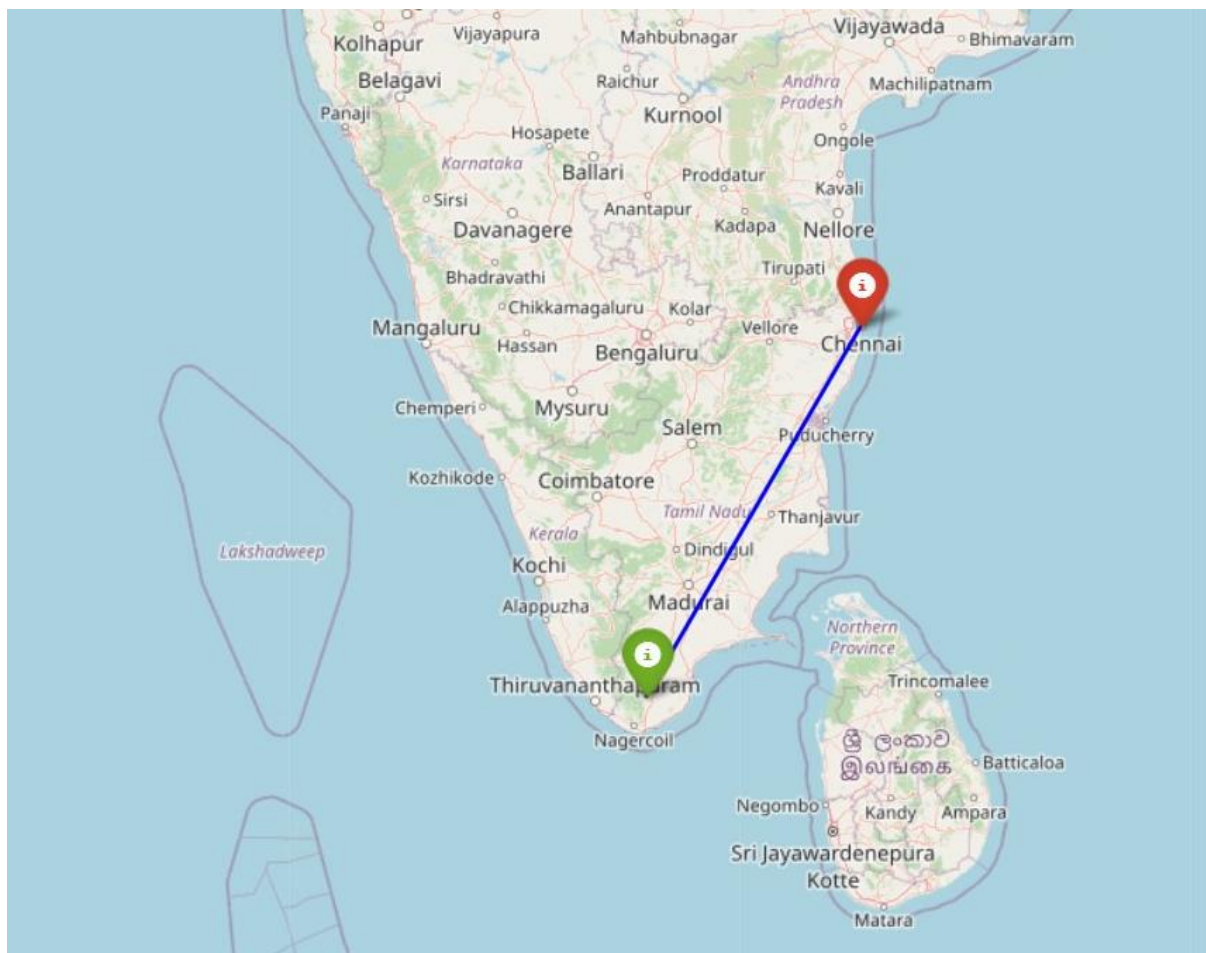 Kolhapur
Vijayapura
Mahbubnagar
Vijayawada
Bhimavaram
Belagavi
Raichur
Andhra
Pradesh
Machilipatnam
Panaji
Kurnool
Hosapete
Ongole
Karnataka
Ballari
Proddatur
Kavali
Sirsi
Anantapur
Kadapa
Nellore
Davanagere
Bhadravathi
Tirupati
Chikkamagaluru
Kolar
Mangaluru
Hassan
Bengaluru
Vellore
Chennai
Chemperi
Mysuru
Salem
Puducherry
Kozhikode
Coimbatore
Tamil Nadu
Thanjavur
Lakshadweep
Kerala
Dindigul
Kochi
Madurai
Alappuzha
Northern
Province
Thiruvananthapuram
Trincomalee
Nagercoil
ශ්‍රී ලංකාව
இலங்கை
Batticaloa
Negombo
Kandy
Ampara
Sri Jayawardenepura
Kotte
Matara
i
i